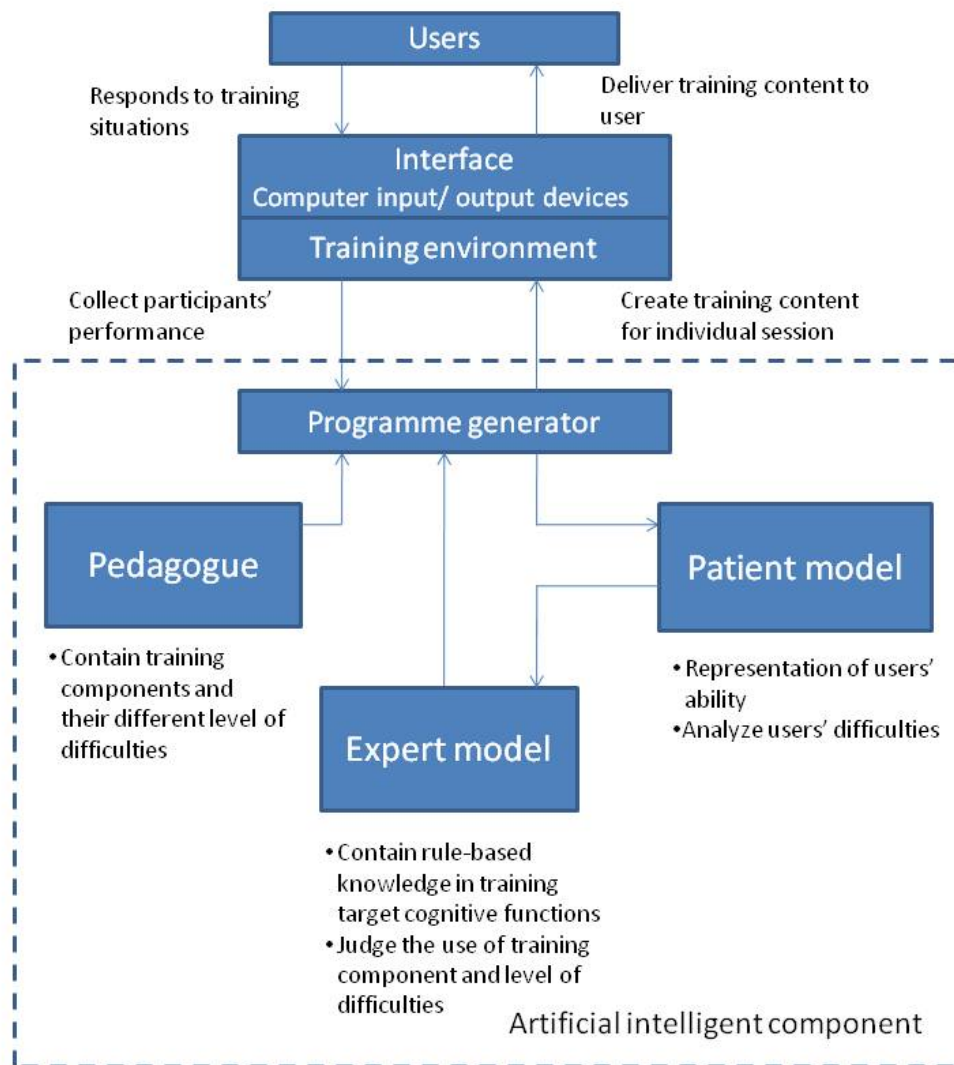 Users
Responds to training
situations
Deliver training content to
user
Interface
Computer input/ output devices
Training environment
Collect participants'
performance
Create training content
for individual session
Programme generator
Pedagogue
Patient model
• Contain training
components and
their different level of
difficulties
• Representation of users'
ability
• Analyze users' difficulties
Expert model
• Contain rule-based
knowledge in training
target cognitive functions
• Judge the use of training
component and level of
difficulties
Artificial intelligent component